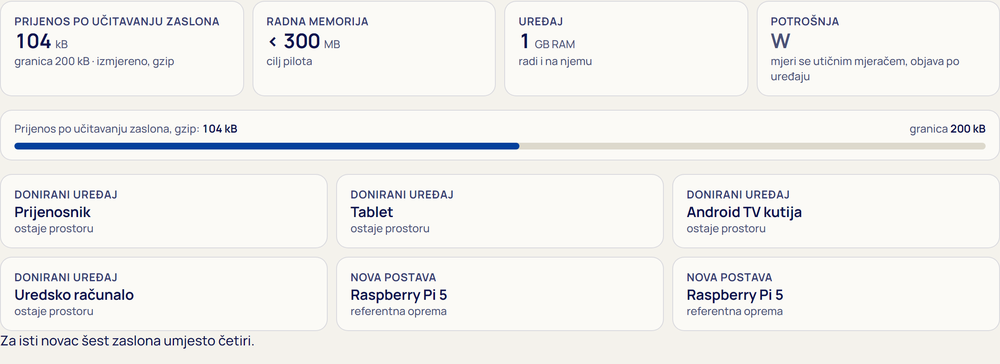 PRIJENOS PO UČITAVANJU ZASLONA
104 kB
granica 200 kB · izmjereno, gzip
RADNA MEMORIJA
< 300 MB
cilj pilota
UREĐAJ
1 GB RAM
radi i na njemu
POTROŠNJA
W
mjeri se utičnim mjeračem, objava po
uređaju
Prijenos po učitavanju zaslona, gzip: 104 kB
granica 200 kB
DONIRANI UREĐAJ
Prijenosnik
ostaje prostoru
DONIRANI UREĐAJ
Tablet
ostaje prostoru
DONIRANI UREĐAJ
Android TV kutija
ostaje prostoru
DONIRANI UREĐAJ
Uredsko računalo
ostaje prostoru
NOVA POSTAVA
Raspberry Pi 5
referentna oprema
NOVA POSTAVA
Raspberry Pi 5
referentna oprema
Za isti novac šest zaslona umjesto četiri.